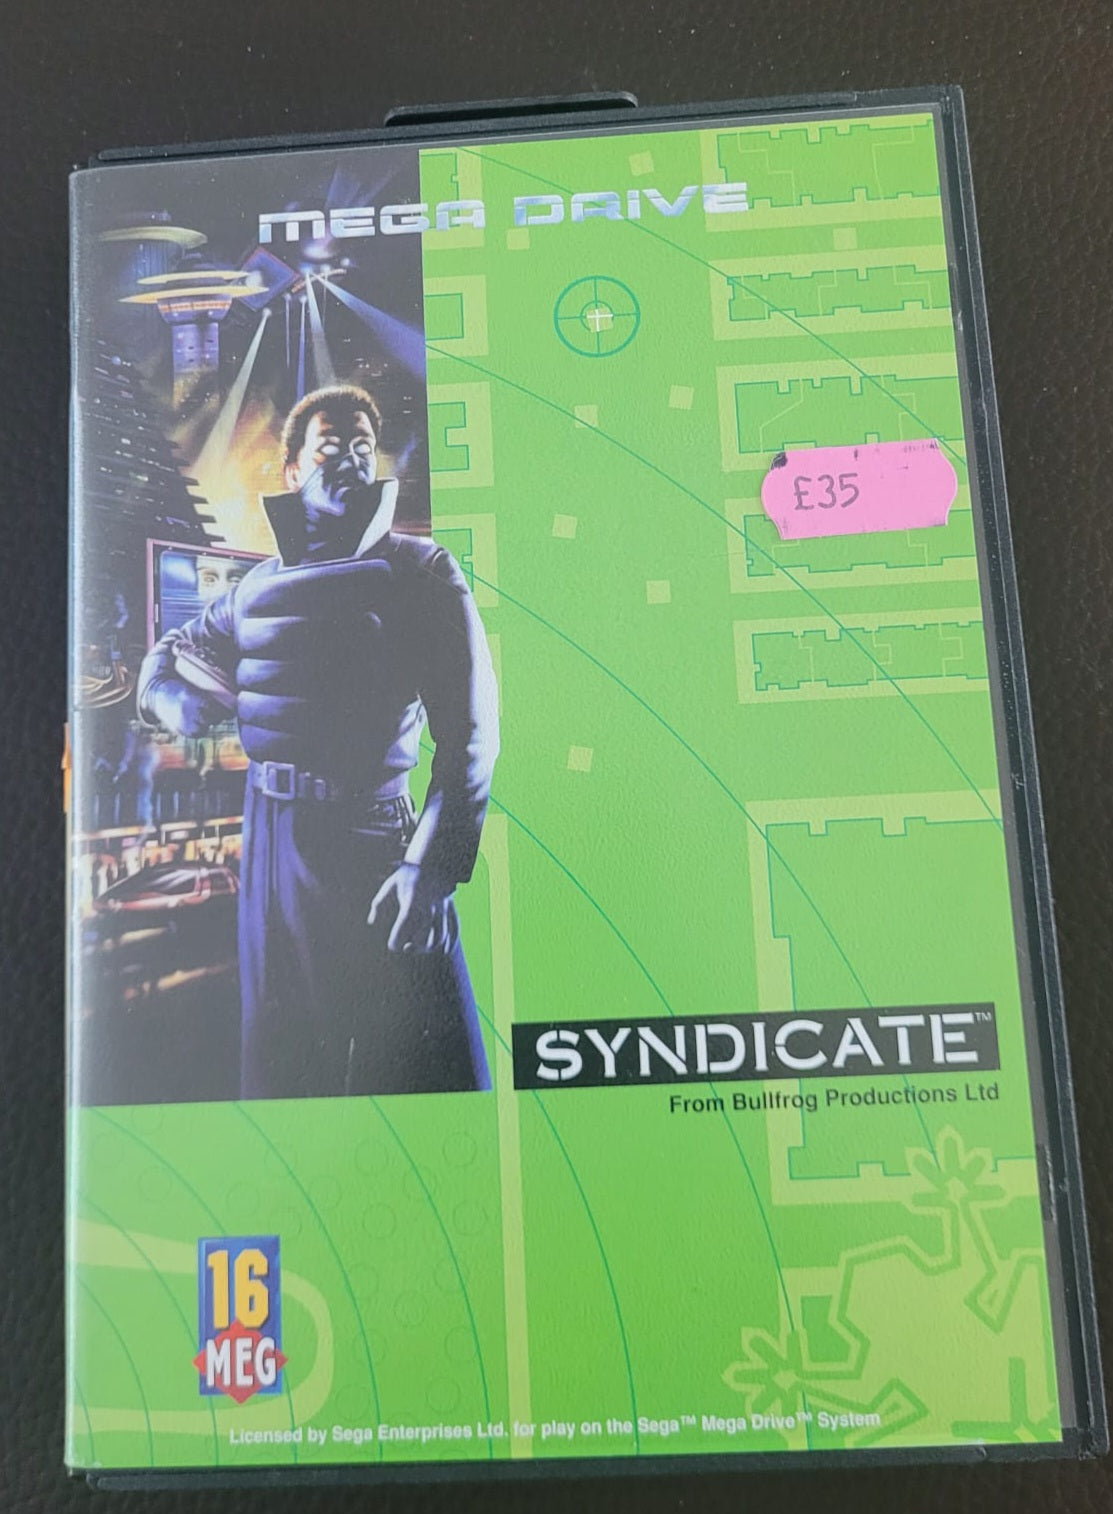 MEGA DRIVE
£35
SYNDICATE™
From Bullfrog Productions Ltd
16
MEG
Licensed by Sega Enterprises Ltd. for play on the Sega™ Mega Drive™ System